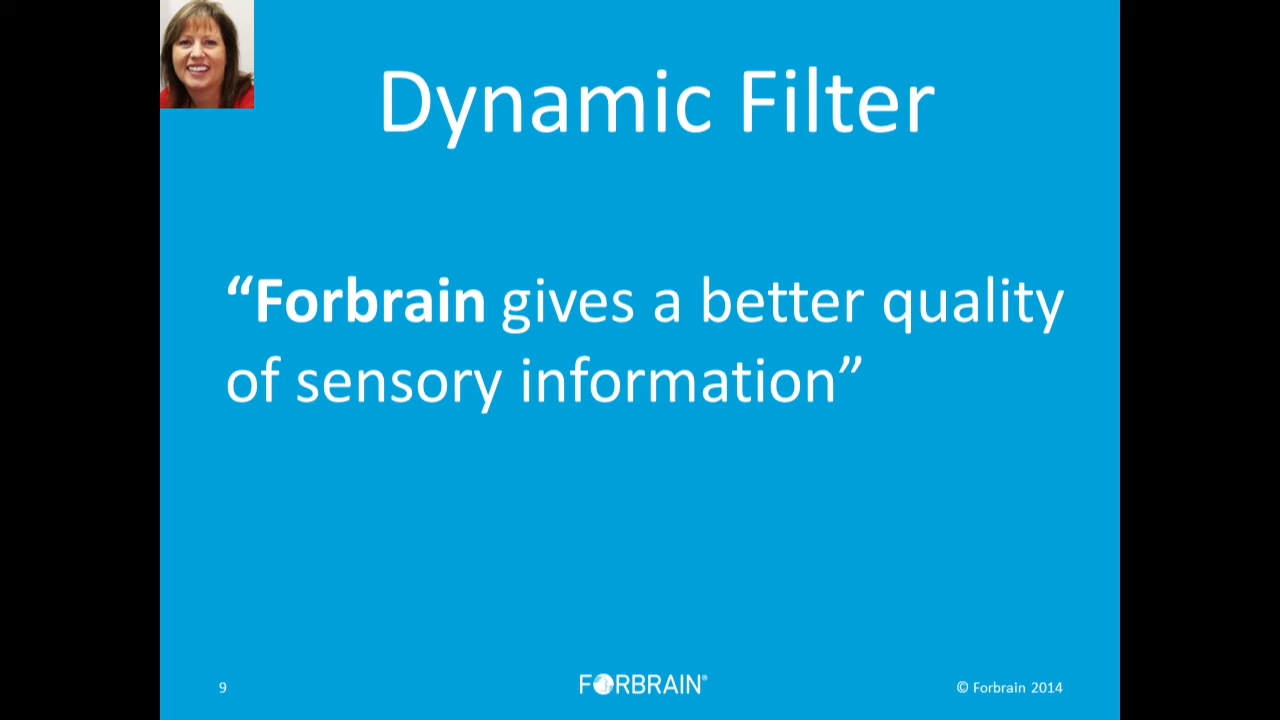 Dynamic Filter
“Forbrain gives a better quality
of sensory information”
9
FORBRAIN®
© Forbrain 2014